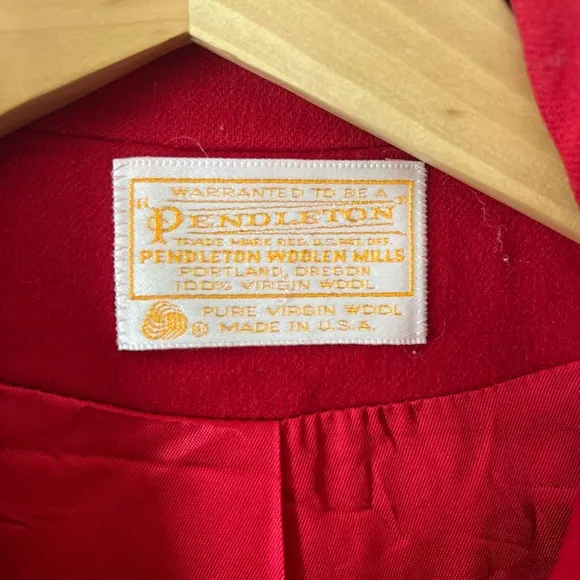 WARRANTED TO BE A
"PENDLETON"
TRADE MARK REG. U.S. PAT. OFF.
PENDLETON WOOLEN MILLS
PORTLAND, OREGON
100% VIRGIN WOOL
® PURE VIRGIN WOOL
MADE IN U.S.A.